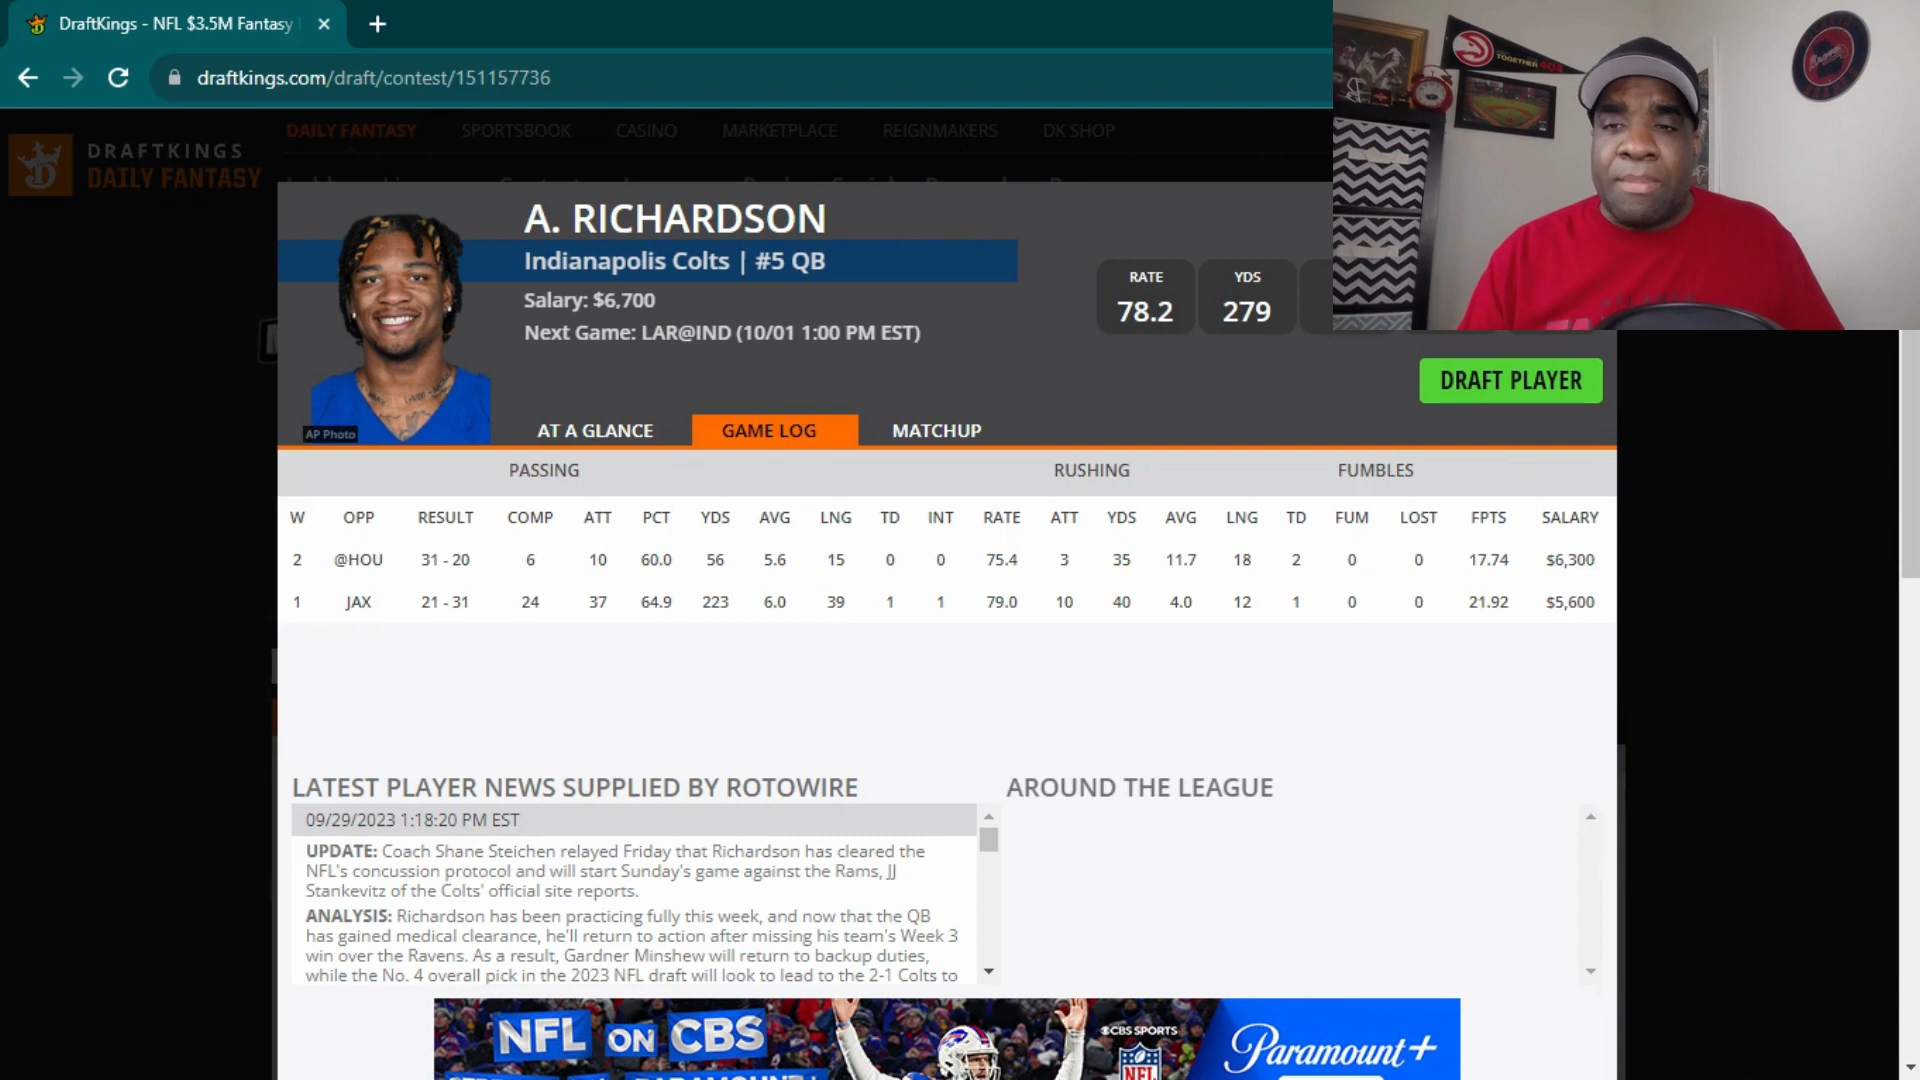 DraftKings - NFL $3.5M Fantasy
draftkings.com/draft/contest/151157736
DAILY FANTASY SPORTSBOOK CASINO MARKETPLACE REIGNMAKERS DK SHOP
DRAFTKINGS
DAILY FANTASY
TOGETHER 404
A. RICHARDSON
Indianapolis Colts | #5 QB
Salary: $6,700
Next Game: LAR@IND (10/01 1:00 PM EST)
RATE YDS
78.2 279
DRAFT PLAYER
AP Photo
AT A GLANCE GAME LOG MATCHUP
PASSING RUSHING FUMBLES
W OPP RESULT COMP ATT PCT YDS AVG LNG TD INT RATE ATT YDS AVG LNG TD FUM LOST FPTS SALARY
2 @HOU 31 - 20 6 10 60.0 56 5.6 15 0 0 75.4 3 35 11.7 18 2 0 0 17.74 $6,300
1 JAX 21 - 31 24 37 64.9 223 6.0 39 1 1 79.0 10 40 4.0 12 1 0 0 21.92 $5,600
LATEST PLAYER NEWS SUPPLIED BY ROTOWIRE
09/29/2023 1:18:20 PM EST
UPDATE: Coach Shane Steichen relayed Friday that Richardson has cleared the
NFL's concussion protocol and will start Sunday's game against the Rams, JJ
Stankevitz of the Colts' official site reports.
ANALYSIS: Richardson has been practicing fully this week, and now that the QB
has gained medical clearance, he'll return to action after missing his team's Week 3
win over the Ravens. As a result, Gardner Minshew will return to backup duties,
while the No. 4 overall pick in the 2023 NFL draft will look to lead to the 2-1 Colts to
AROUND THE LEAGUE
NFL ON CBS
CBS SPORTS
NFL
Paramount+